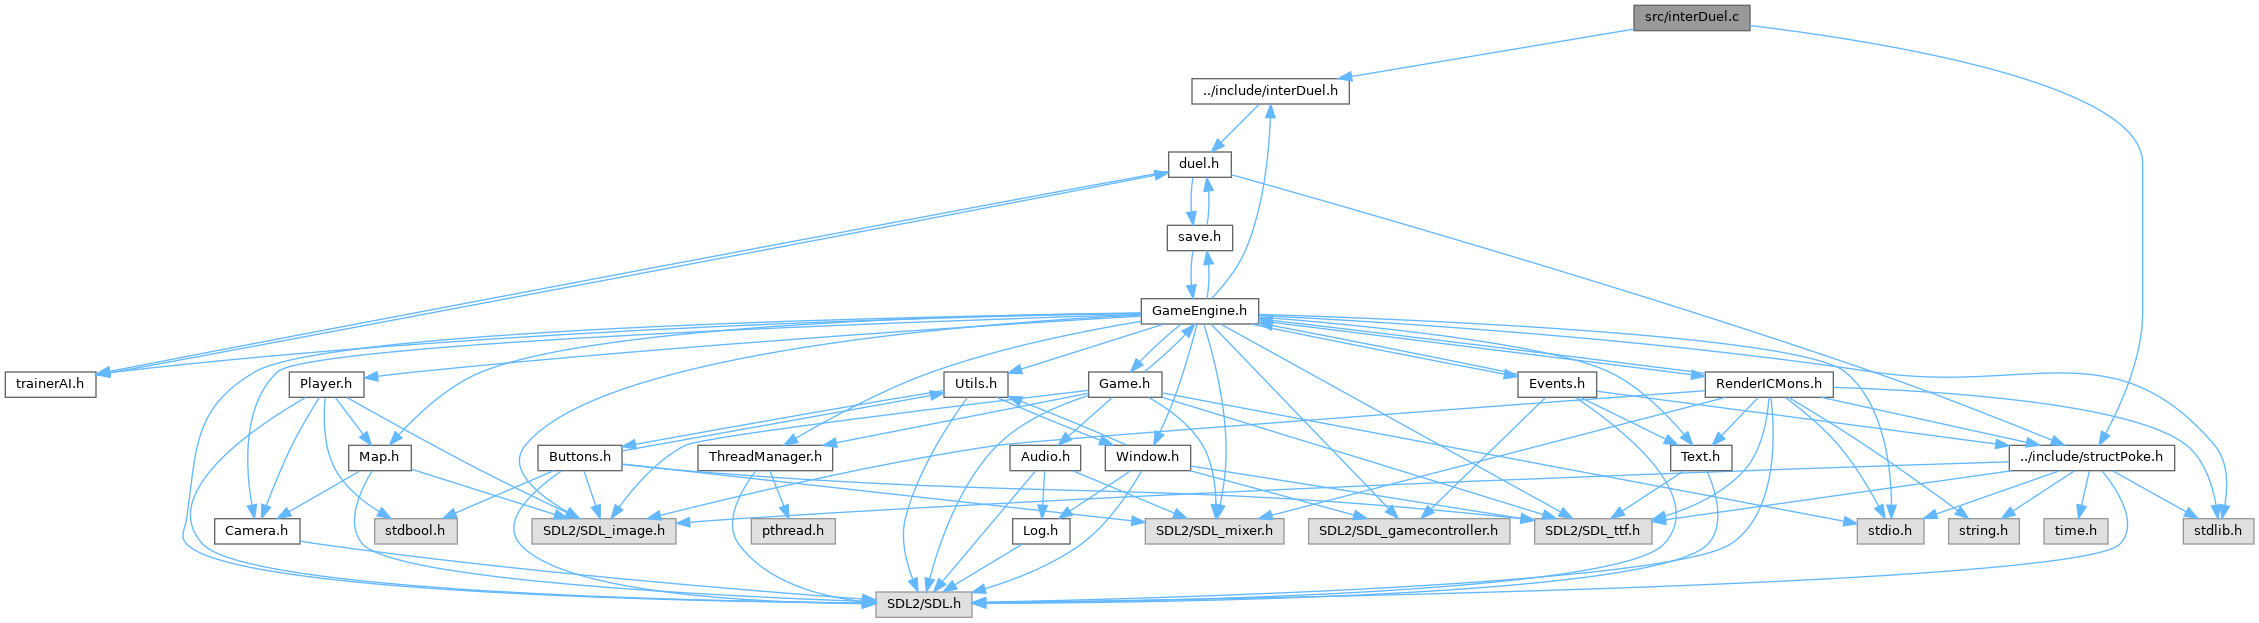 src/interDuel.c
../include/interDuel.h
duel.h
save.h
GameEngine.h
trainerAI.h
Player.h
Utils.h
Game.h
Events.h
RenderICMons.h
Map.h
Buttons.h
ThreadManager.h
Audio.h
Window.h
Text.h
../include/structPoke.h
Camera.h
stdbool.h
SDL2/SDL_image.h
pthread.h
Log.h
SDL2/SDL_mixer.h
SDL2/SDL_gamecontroller.h
SDL2/SDL_ttf.h
stdio.h
string.h
time.h
stdlib.h
SDL2/SDL.h